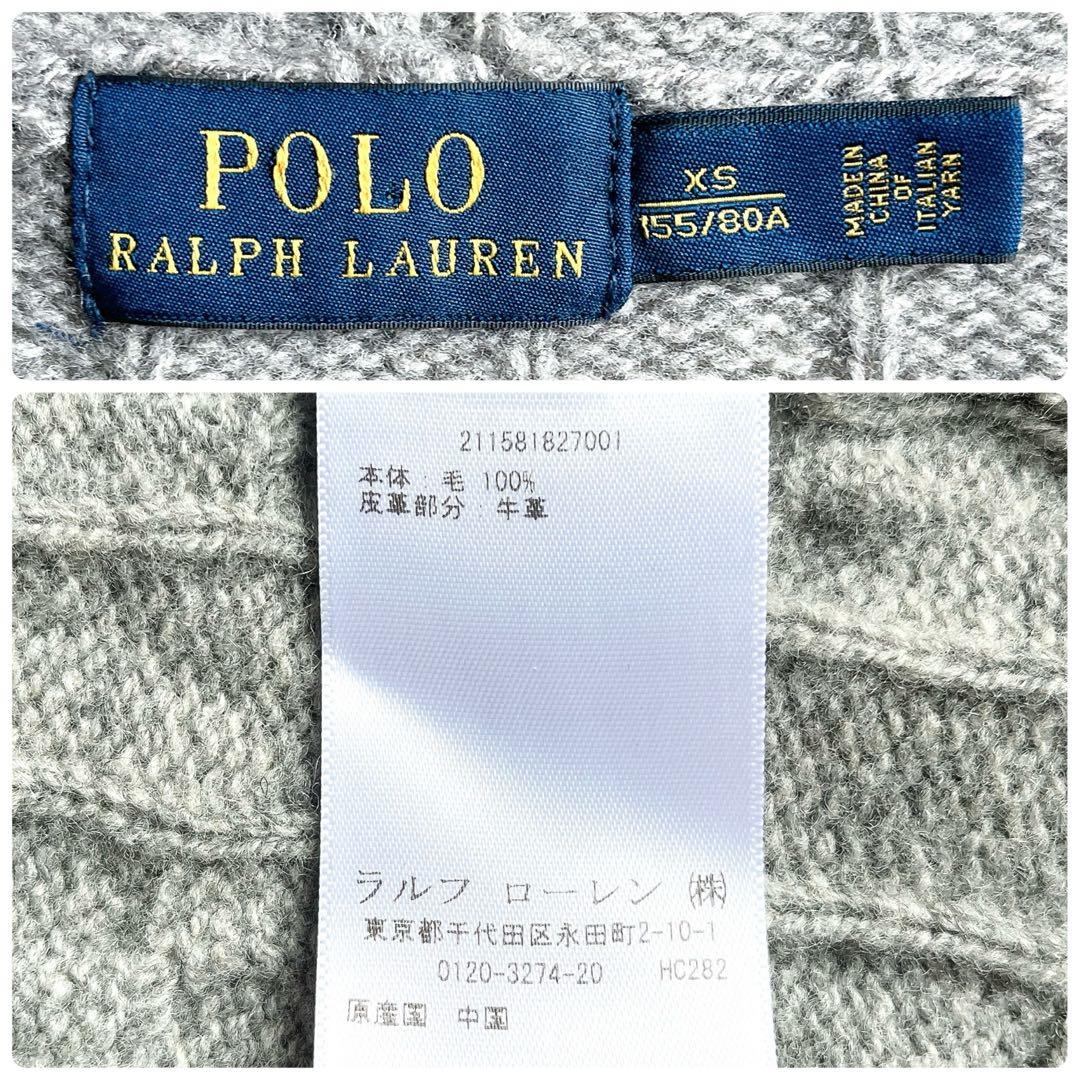 POLO
RALPH LAUREN
XS
155/80A
MADE IN
CHINA
OF
ITALIAN
YARN
211581827001
本体：毛 100%
皮革部分：牛革
ラルフ ローレン ㈱
東京都千代田区永田町2-10-1
0120-3274-20 HC282
原産国 中国